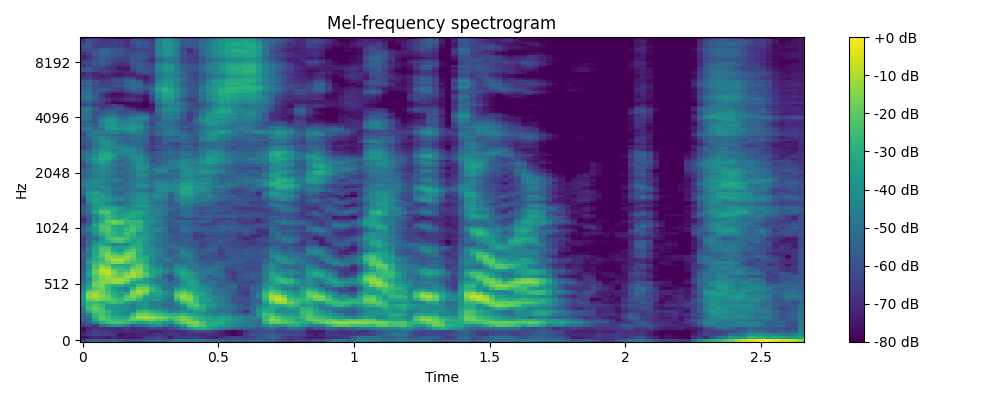 Mel-frequency spectrogram
8192
4096
2048
1024
512
0
Hz
0
0.5
1
1.5
2
2.5
Time
+0 dB
-10 dB
-20 dB
-30 dB
-40 dB
-50 dB
-60 dB
-70 dB
-80 dB